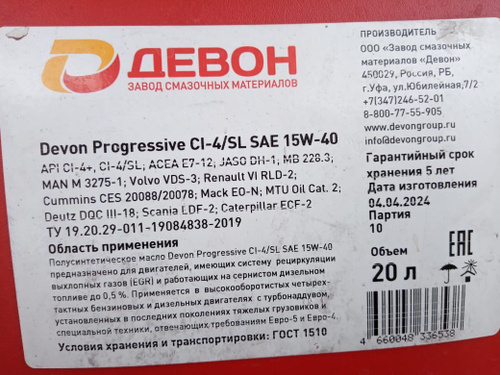 ДЕВОН
ЗАВОД СМАЗОЧНЫХ МАТЕРИАЛОВ
Devon Progressive CI-4/SL SAE 15W-40
API CI-4+, CI-4/SL; ACEA E7-12; JASO DH-1, MB 228.3;
MAN M 3275-1; Volvo VDS-3; Renault VI RLD-2;
Cummins CES 20088/20078; Mack EO-N; MTU Oil Cat. 2;
Deutz DQC III-18; Scania LDF-2; Caterpillar ECF-2
ТУ 19.20.29-011-19084838-2019
Область применения
Полусинтетическое масло Devon Progressive CI-4/SL SAE 15W-40
предназначено для двигателей, имеющих систему рециркуляции
выхлопных газов (EGR) и работающих на сернистом дизельном
топливе до 0,5 %. Применяется в высокооборотистых четырех-
тактных бензиновых и дизельных двигателях с турбонаддувом,
установленных в последних поколениях тяжелых грузовиков и
специальной техники, отвечающих требованиям Евро-5 и Евро-4.
Условия хранения и транспортировки: ГОСТ 1510
ПРОИЗВОДИТЕЛЬ
ООО «Завод смазочных
материалов «Девон»
450029, Россия, РБ,
г.Уфа, ул.Юбилейная,7/2
+7(347)246-52-01
8-800-77-55-905
www.devongroup.ru
info@devongroup.ru
Гарантийный срок
хранения 5 лет
Дата изготовления
04.04.2024
Партия
10
Объем
20 л
EAC
4 660048 336538